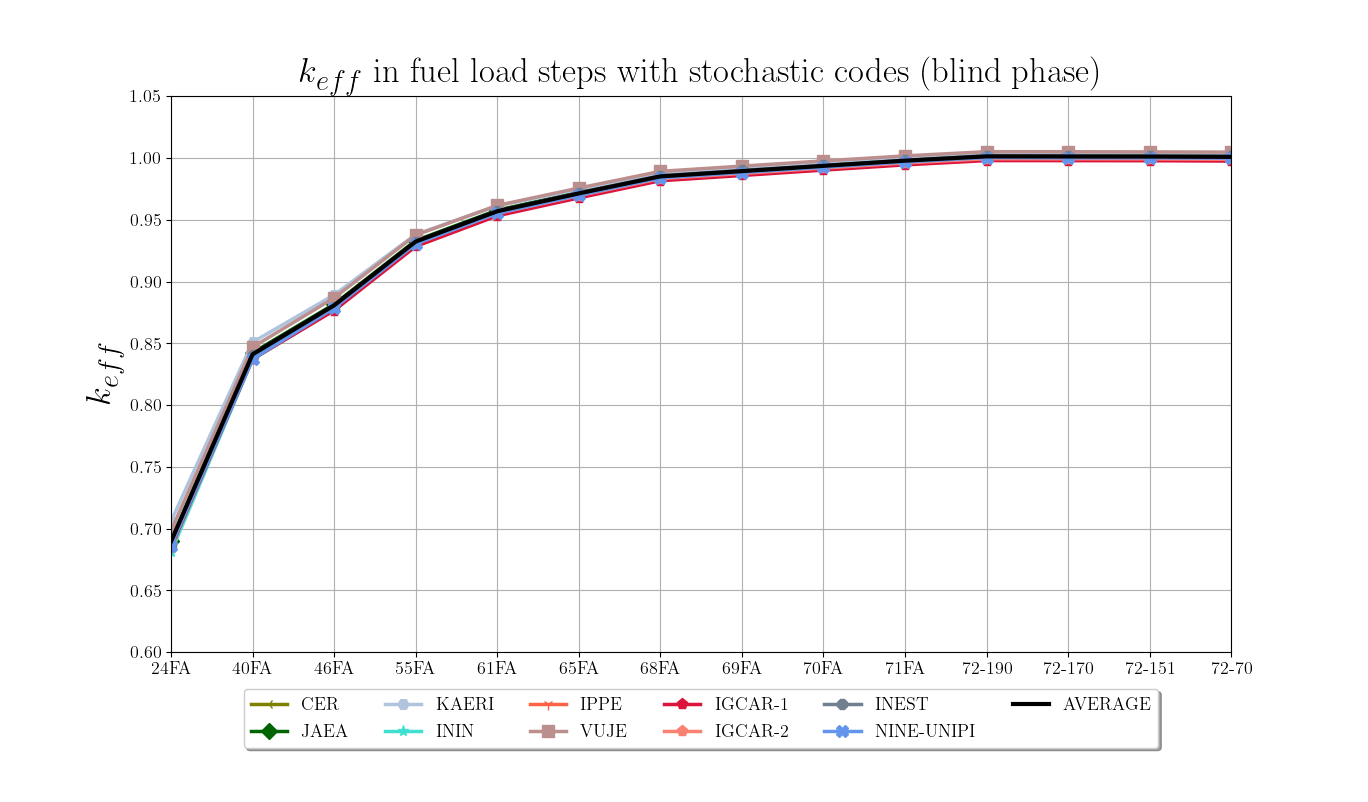 k_eff in fuel load steps with stochastic codes (blind phase)
1.05
1.00
0.95
0.90
0.85
0.80
0.75
0.70
0.65
0.60
k_eff
24FA 40FA 46FA 55FA 61FA 65FA 68FA 69FA 70FA 71FA 72-190 72-170 72-151 72-70
CER KAERI IPPE IGCAR-1 INEST AVERAGE
JAEA ININ VUJE IGCAR-2 NINE-UNIPI